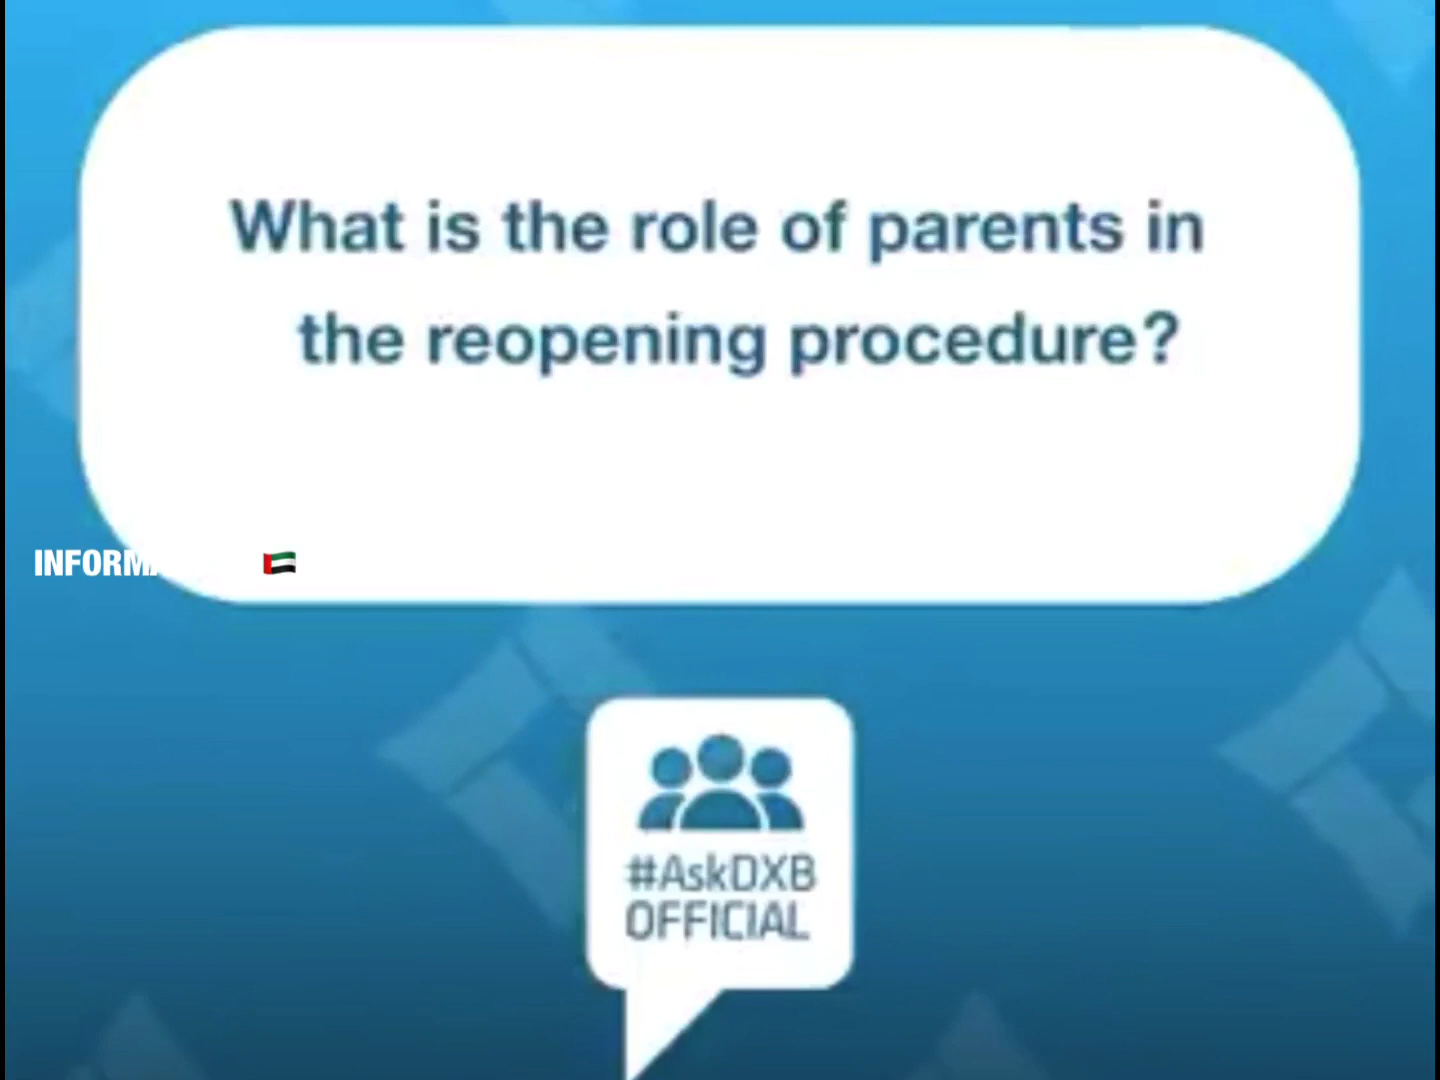 What is the role of parents in
the reopening procedure?
🇦🇪
#AskDXB
OFFICIAL